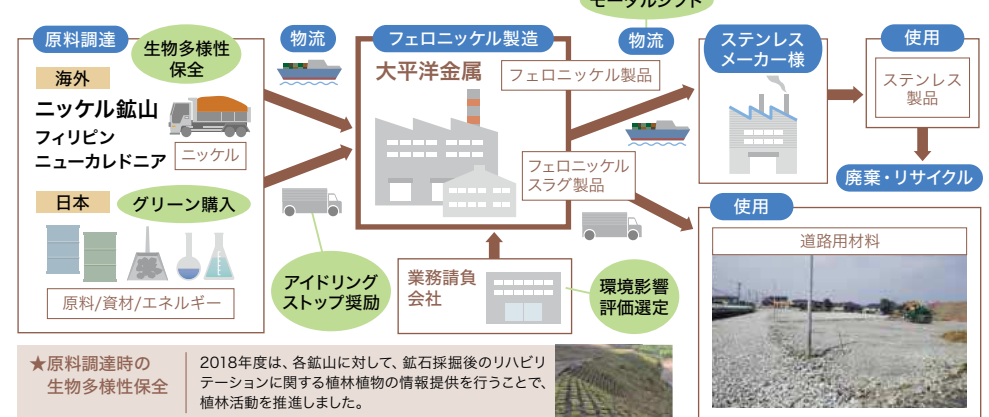 モーダルシフト
原料調達
生物多様性
保全
海外
ニッケル鉱山
フィリピン
ニューカレドニア
ニッケル
日本
グリーン購入
原料/資材/エネルギー
物流
アイドリング
ストップ奨励
フェロニッケル製造
大平洋金属
フェロニッケル製品
フェロニッケル
スラグ製品
業務請負
会社
環境影響
評価選定
物流
ステンレス
メーカー様
使用
ステンレス
製品
廃棄・リサイクル
使用
道路用材料
★原料調達時の
生物多様性保全
2018年度は、各鉱山に対して、鉱石採掘後のリハビリ
テーションに関する植林植物の情報提供を行うことで、
植林活動を推進しました。